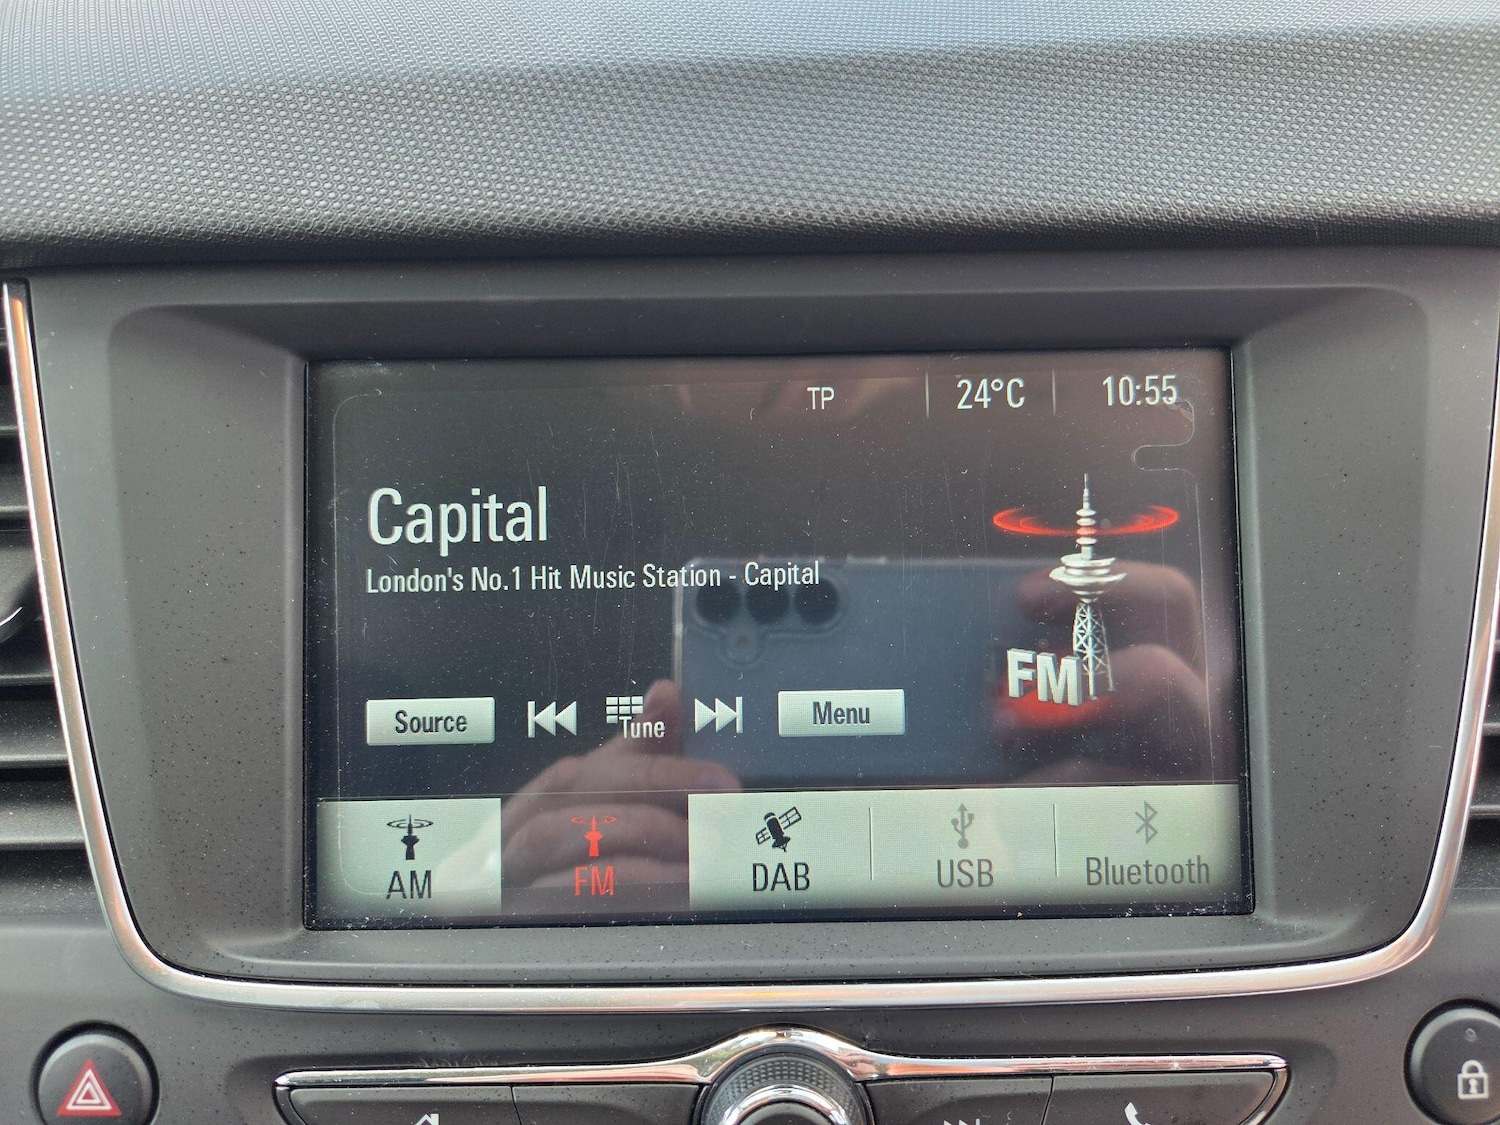 TP 24°C 10:55
Capital
London's No.1 Hit Music Station - Capital
FM
Source Tune Menu
AM FM DAB USB Bluetooth